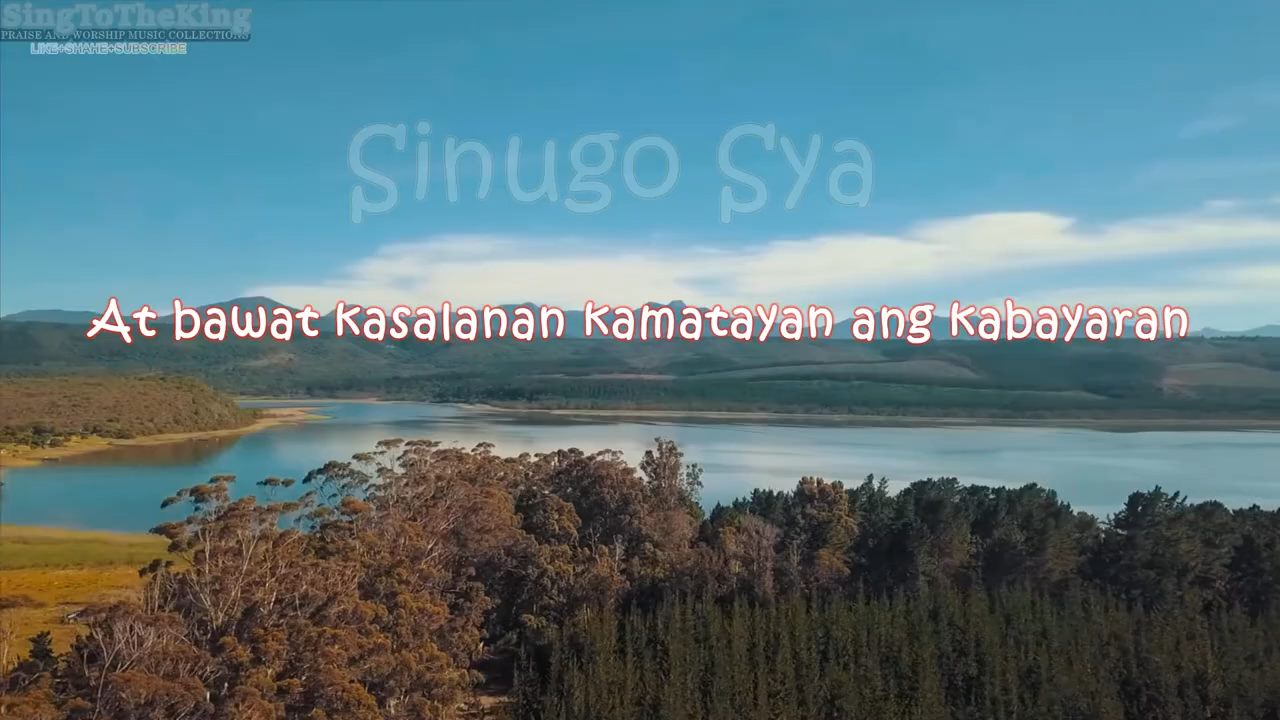 SingToTheKing
PRAISE AND WORSHIP MUSIC COLLECTIONS
LIKE+SHARE+SUBSCRIBE
Sinugo Sya
At bawat kasalanan kamatayan ang kabayaran